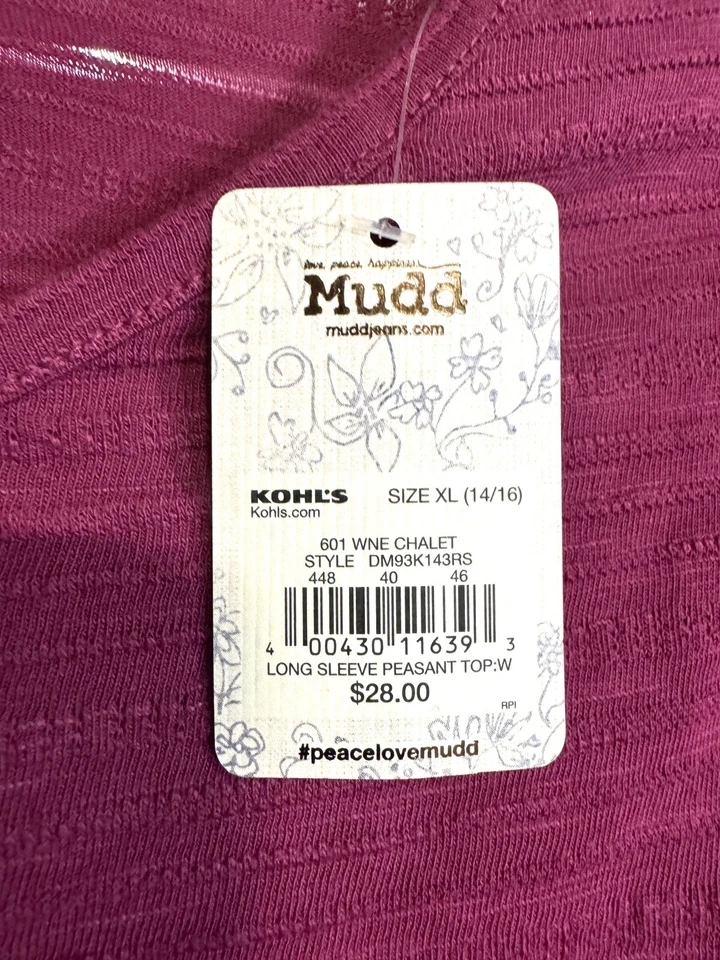 love. peace. happiness.
Mudd
muddjeans.com
KOHL'S SIZE XL (14/16)
Kohls.com
601 WNE CHALET
STYLE DM93K143RS
448 40 46
4 00430 11639 3
LONG SLEEVE PEASANT TOP:W
$28.00
RPI
#peacelovemudd